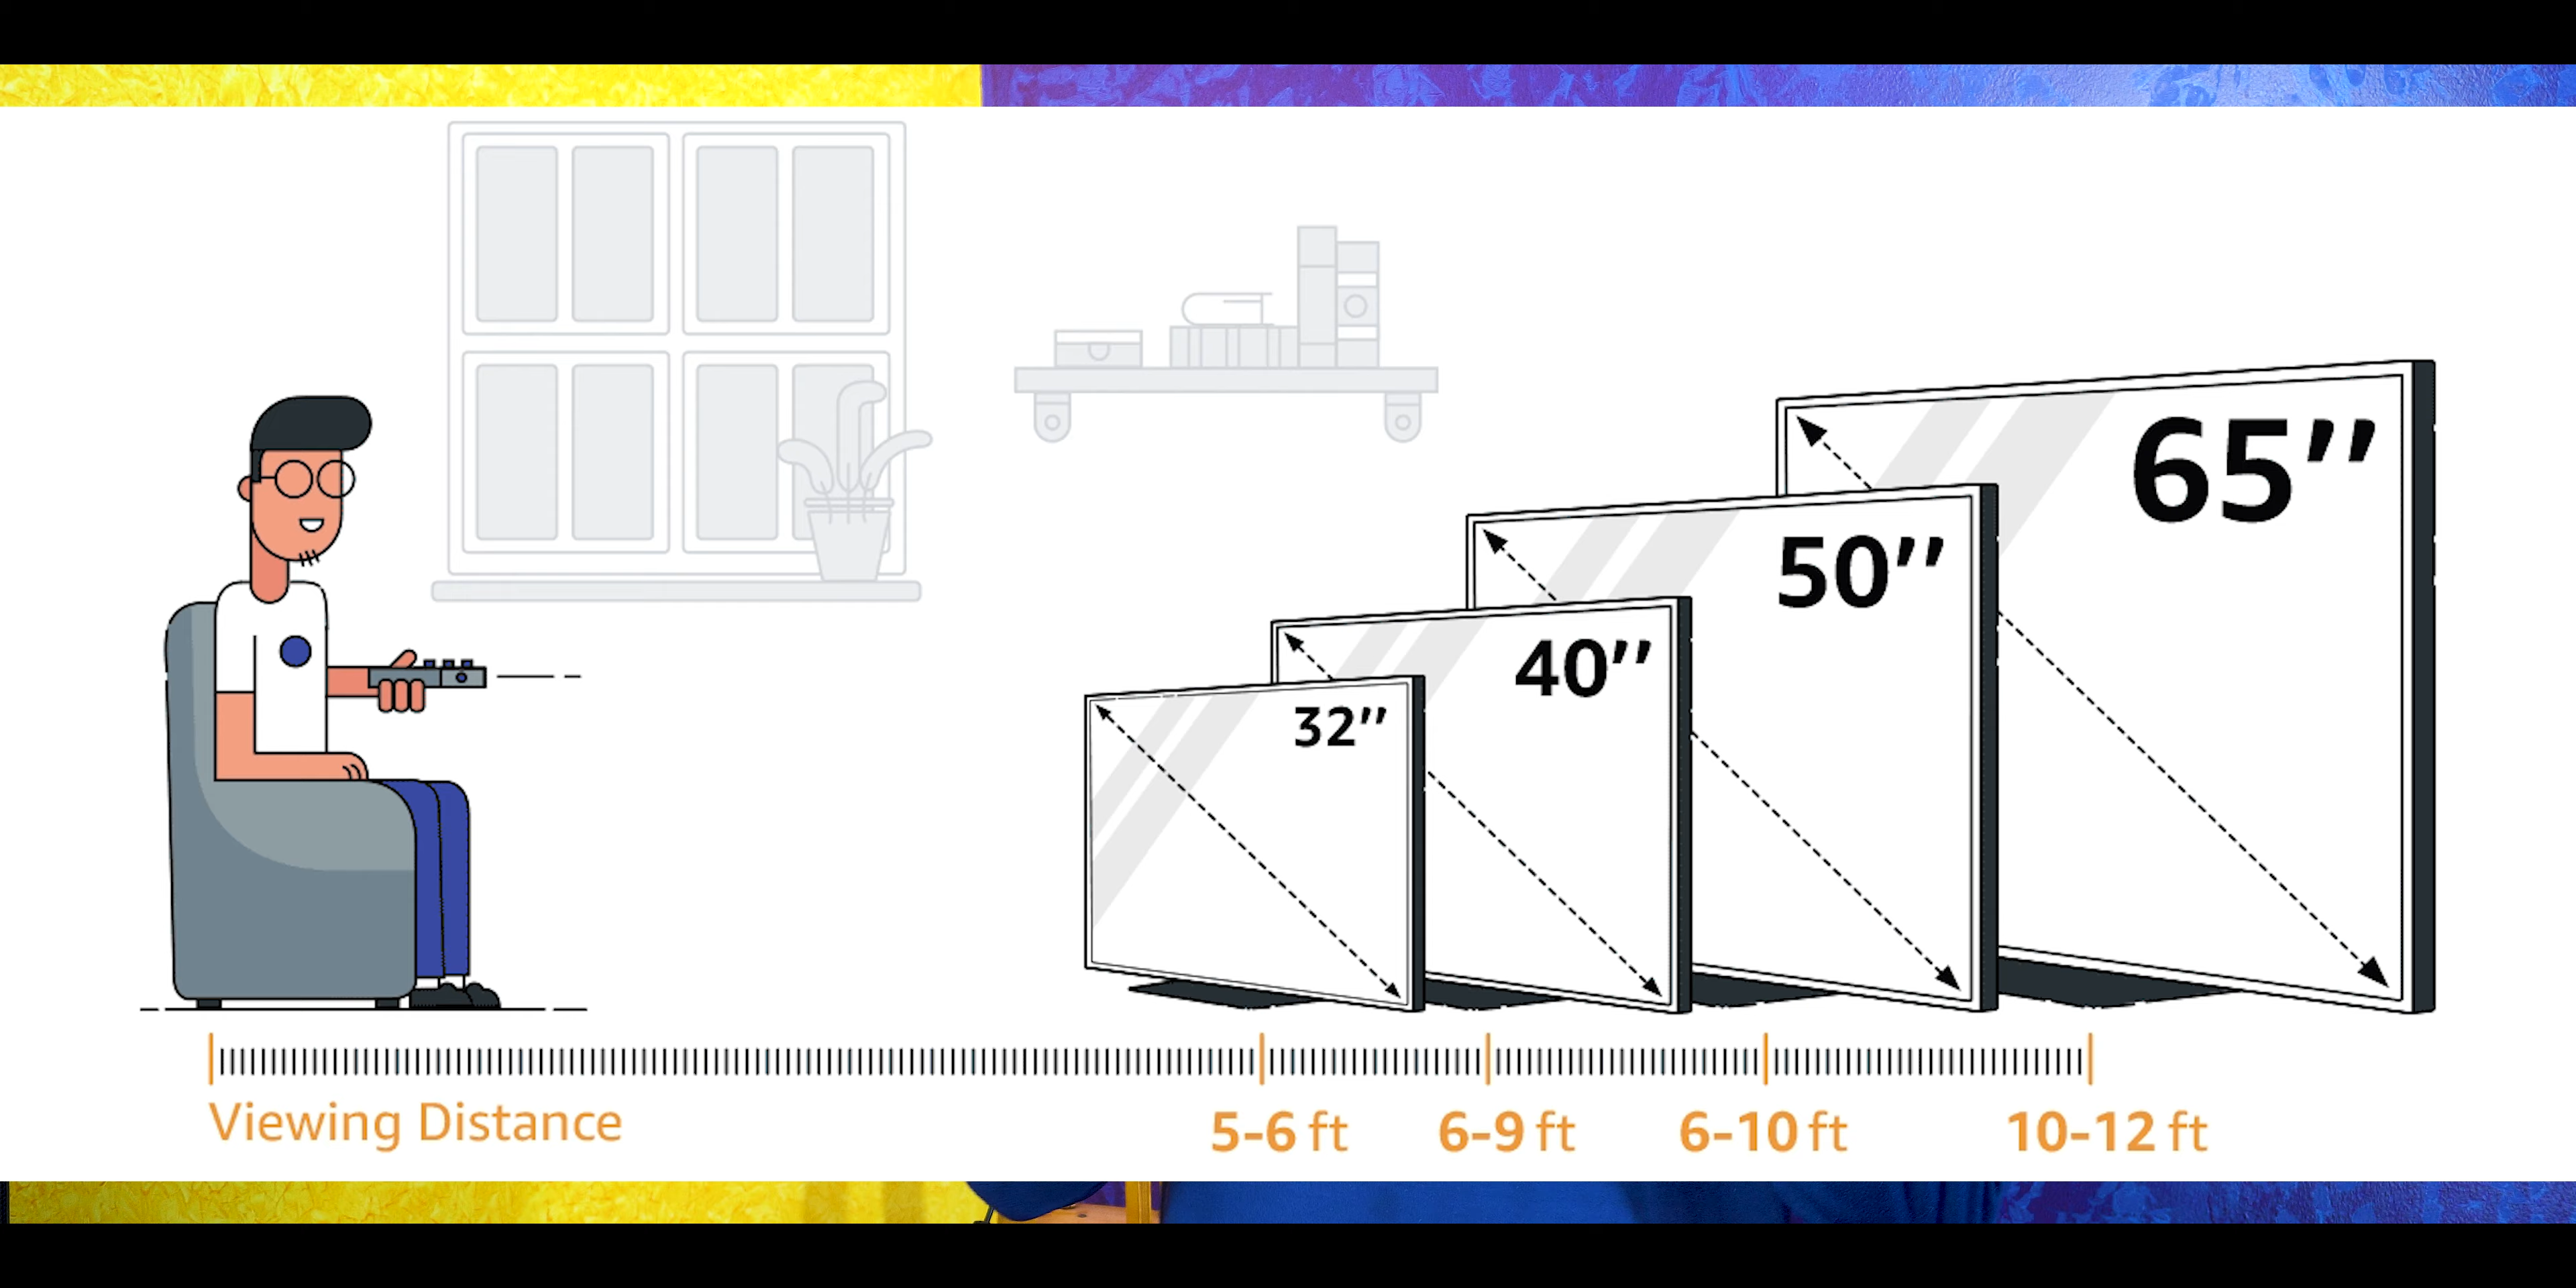 65’’
50’’
40’’
32’’
Viewing Distance
5-6 ft
6-9 ft
6-10 ft
10-12 ft